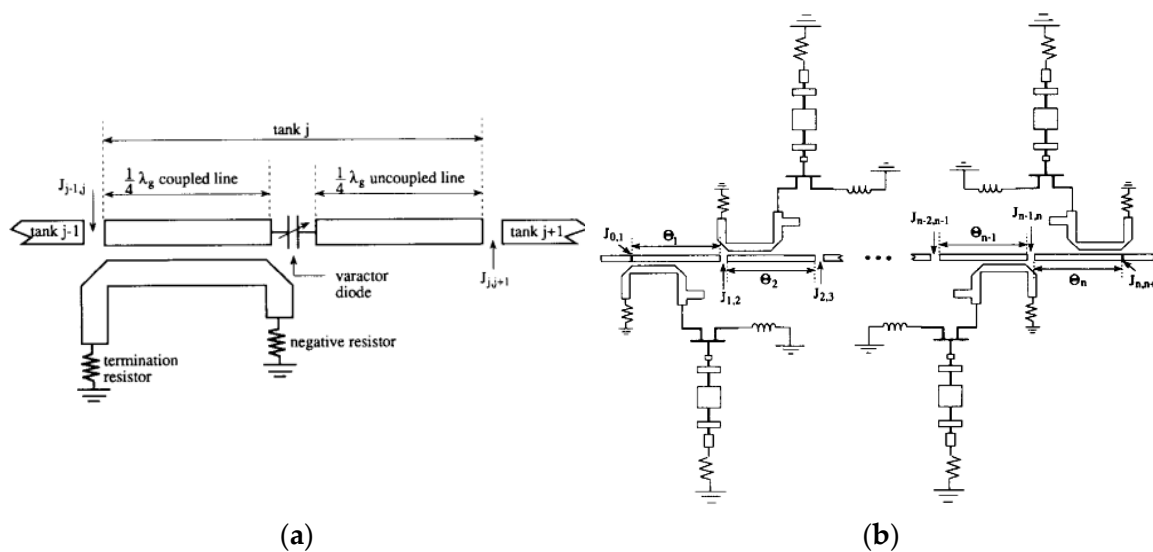 tank j
1/4 λg coupled line
1/4 λg uncoupled line
Jj-1,j
tank j-1
tank j+1
varactor
diode
Jj,j+1
negative resistor
termination
resistor
(a)
J0,1
Θ1
J1,2
Θ2
J2,3
Jn-2,n-1
Θn-1
Jn-1,n
Θn
(b)